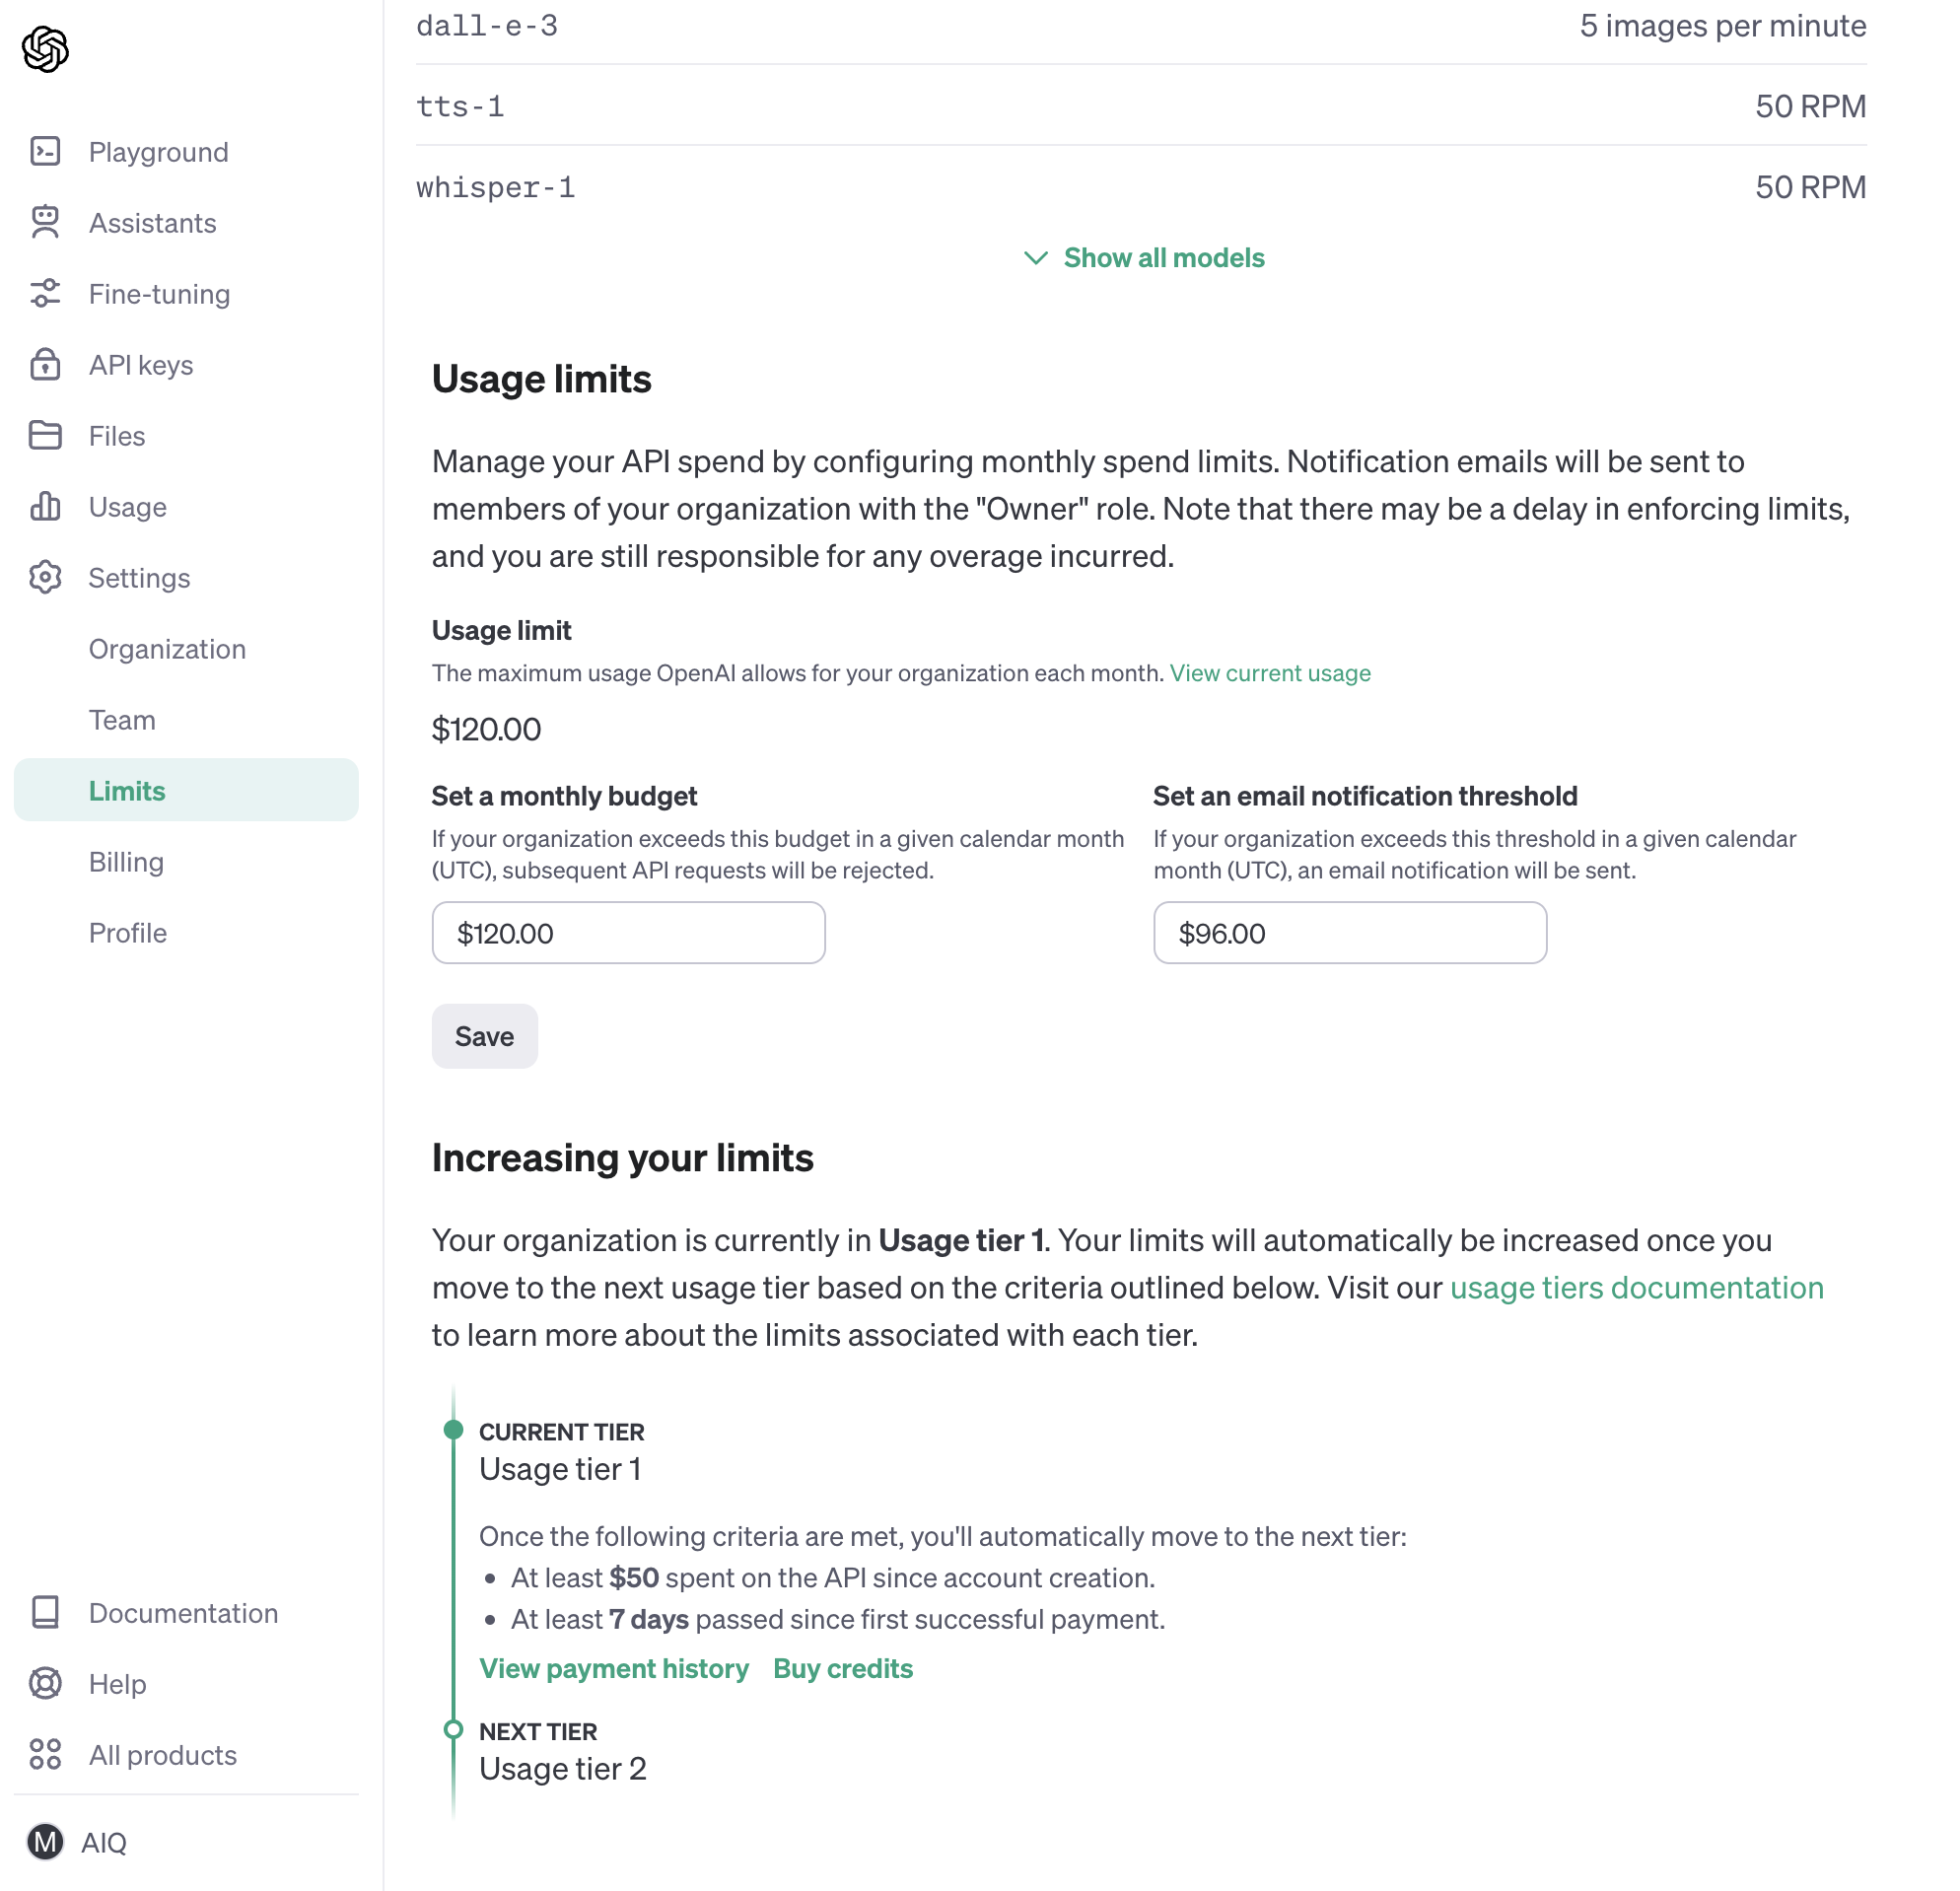 Playground
Assistants
Fine-tuning
API keys
Files
Usage
Settings
Organization
Team
Limits
Billing
Profile
Documentation
Help
All products
M AIQ
dall-e-3 5 images per minute
tts-1 50 RPM
whisper-1 50 RPM
Show all models
Usage limits
Manage your API spend by configuring monthly spend limits. Notification emails will be sent to
members of your organization with the "Owner" role. Note that there may be a delay in enforcing limits,
and you are still responsible for any overage incurred.
Usage limit
The maximum usage OpenAI allows for your organization each month. View current usage
$120.00
Set a monthly budget
If your organization exceeds this budget in a given calendar month
(UTC), subsequent API requests will be rejected.
$120.00
Set an email notification threshold
If your organization exceeds this threshold in a given calendar
month (UTC), an email notification will be sent.
$96.00
Save
Increasing your limits
Your organization is currently in Usage tier 1. Your limits will automatically be increased once you
move to the next usage tier based on the criteria outlined below. Visit our usage tiers documentation
to learn more about the limits associated with each tier.
CURRENT TIER
Usage tier 1
Once the following criteria are met, you'll automatically move to the next tier:
• At least $50 spent on the API since account creation.
• At least 7 days passed since first successful payment.
View payment history Buy credits
NEXT TIER
Usage tier 2